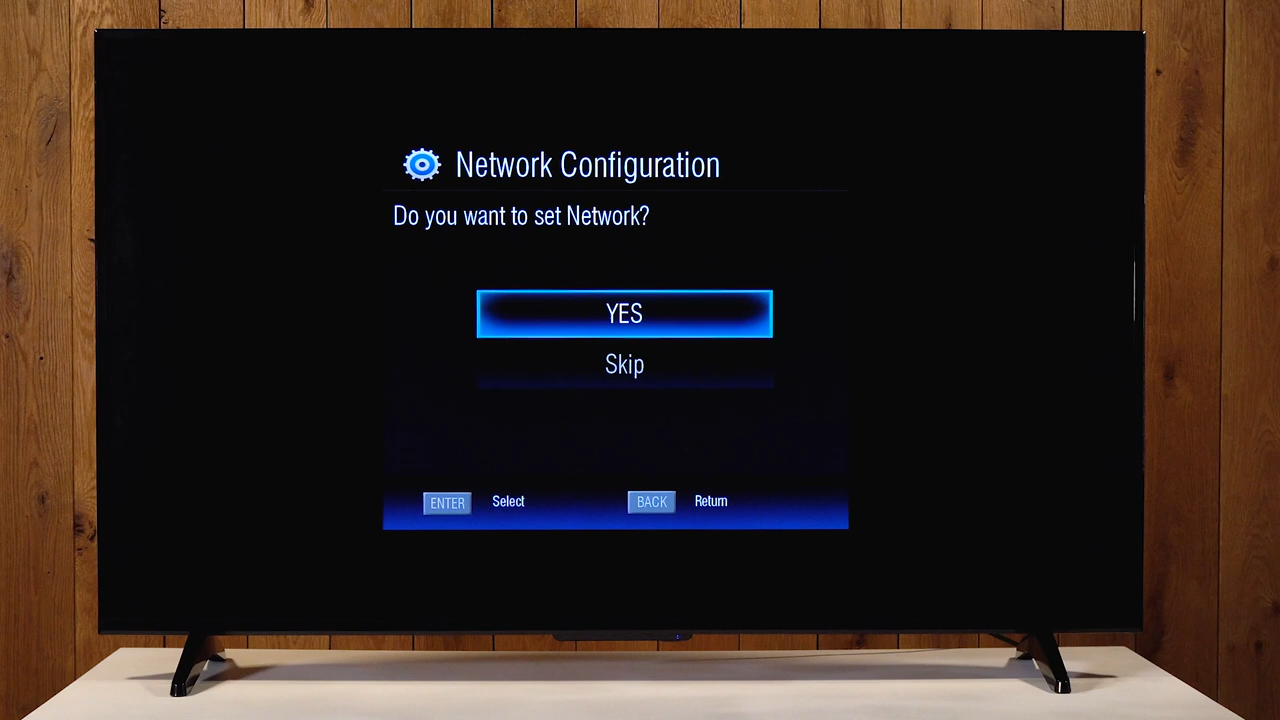 Network Configuration
Do you want to set Network?
YES
Skip
ENTER Select BACK Return